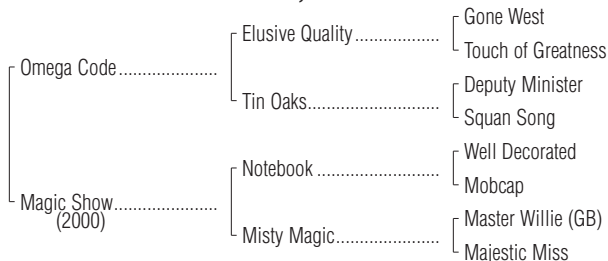 Gone West
Elusive Quality..................
Touch of Greatness
Omega Code.....................
Deputy Minister
Tin Oaks............................
Squan Song
Well Decorated
Notebook ..........................
Mobcap
Magic Show......................
(2000)
Master Willie (GB)
Misty Magic......................
Majestic Miss